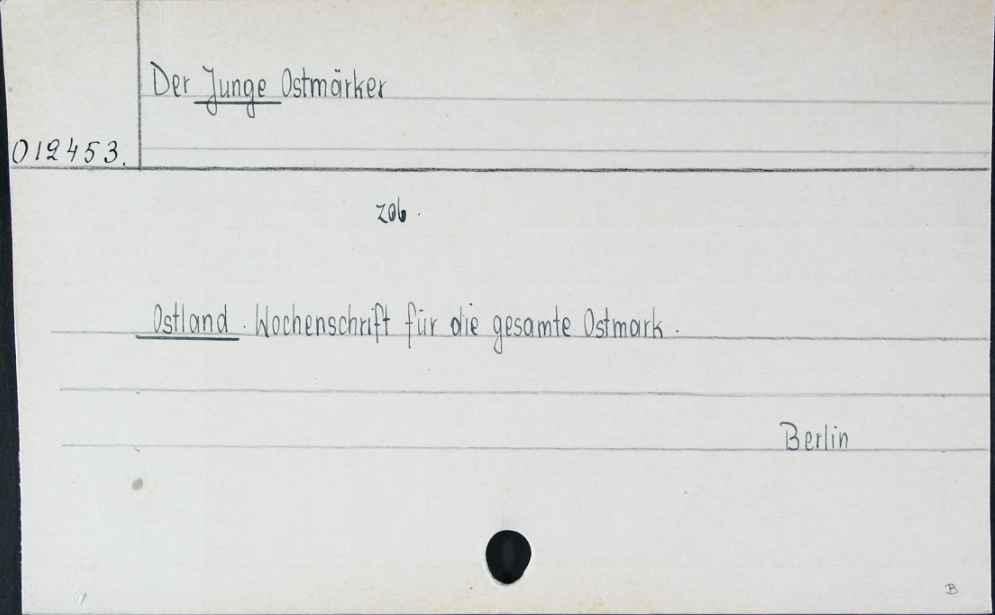 Der Junge Ostmärker
012453.
zob.
Ostland. Wochenschrift für die gesamte Ostmark.
Berlin
B